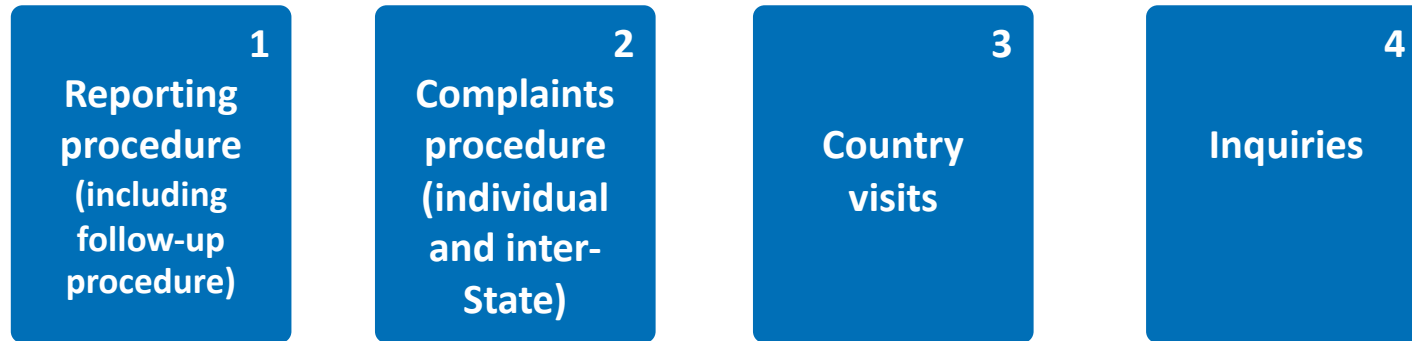 1
Reporting
procedure
(including
follow-up
procedure)
2
Complaints
procedure
(individual
and inter-
State)
3
Country
visits
4
Inquiries